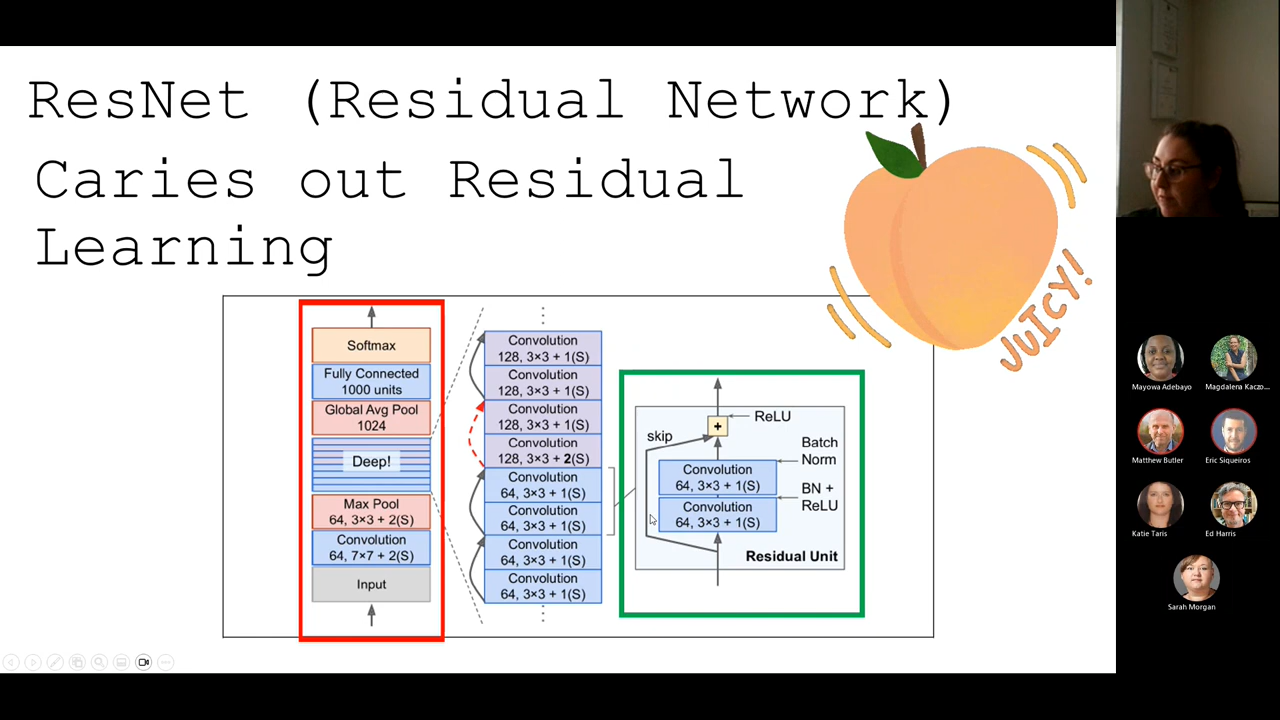 ResNet (Residual Network)
Caries out Residual
Learning
JUICY!
Softmax
Fully Connected
1000 units
Global Avg Pool
1024
Deep!
Max Pool
64, 3×3 + 2(S)
Convolution
64, 7×7 + 2(S)
Input
Convolution
128, 3×3 + 1(S)
Convolution
128, 3×3 + 1(S)
Convolution
128, 3×3 + 1(S)
Convolution
128, 3×3 + 2(S)
Convolution
64, 3×3 + 1(S)
Convolution
64, 3×3 + 1(S)
Convolution
64, 3×3 + 1(S)
Convolution
64, 3×3 + 1(S)
ReLU
+
skip
Batch
Norm
Convolution
64, 3×3 + 1(S)
BN +
ReLU
Convolution
64, 3×3 + 1(S)
Residual Unit
Mayowa Adebayo
Magdalena Kaczo...
Matthew Butler
Eric Siqueiros
Katie Taris
Ed Harris
Sarah Morgan